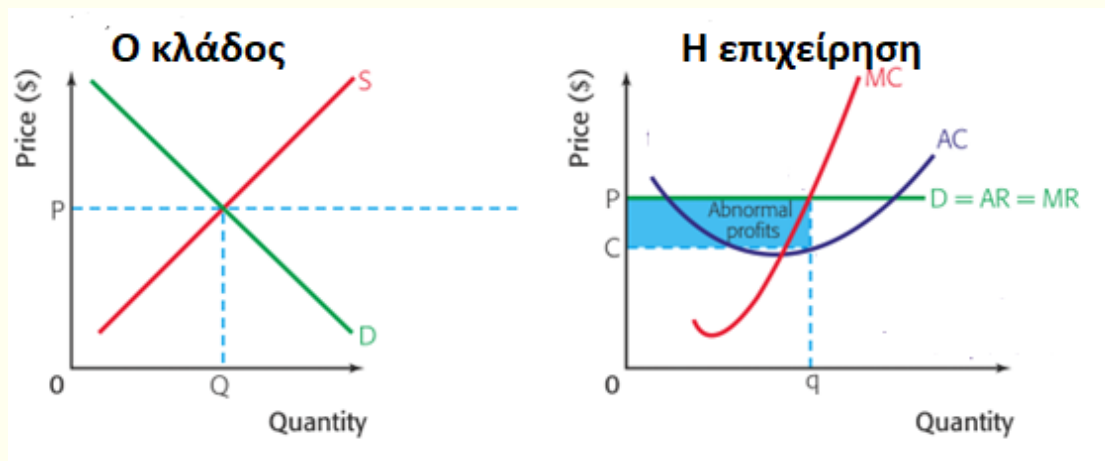 Ο κλάδος
Price ($)
S
P
D
0
Q
Quantity
Η επιχείρηση
Price ($)
MC
AC
P
D = AR = MR
Abnormal
profits
C
0
q
Quantity